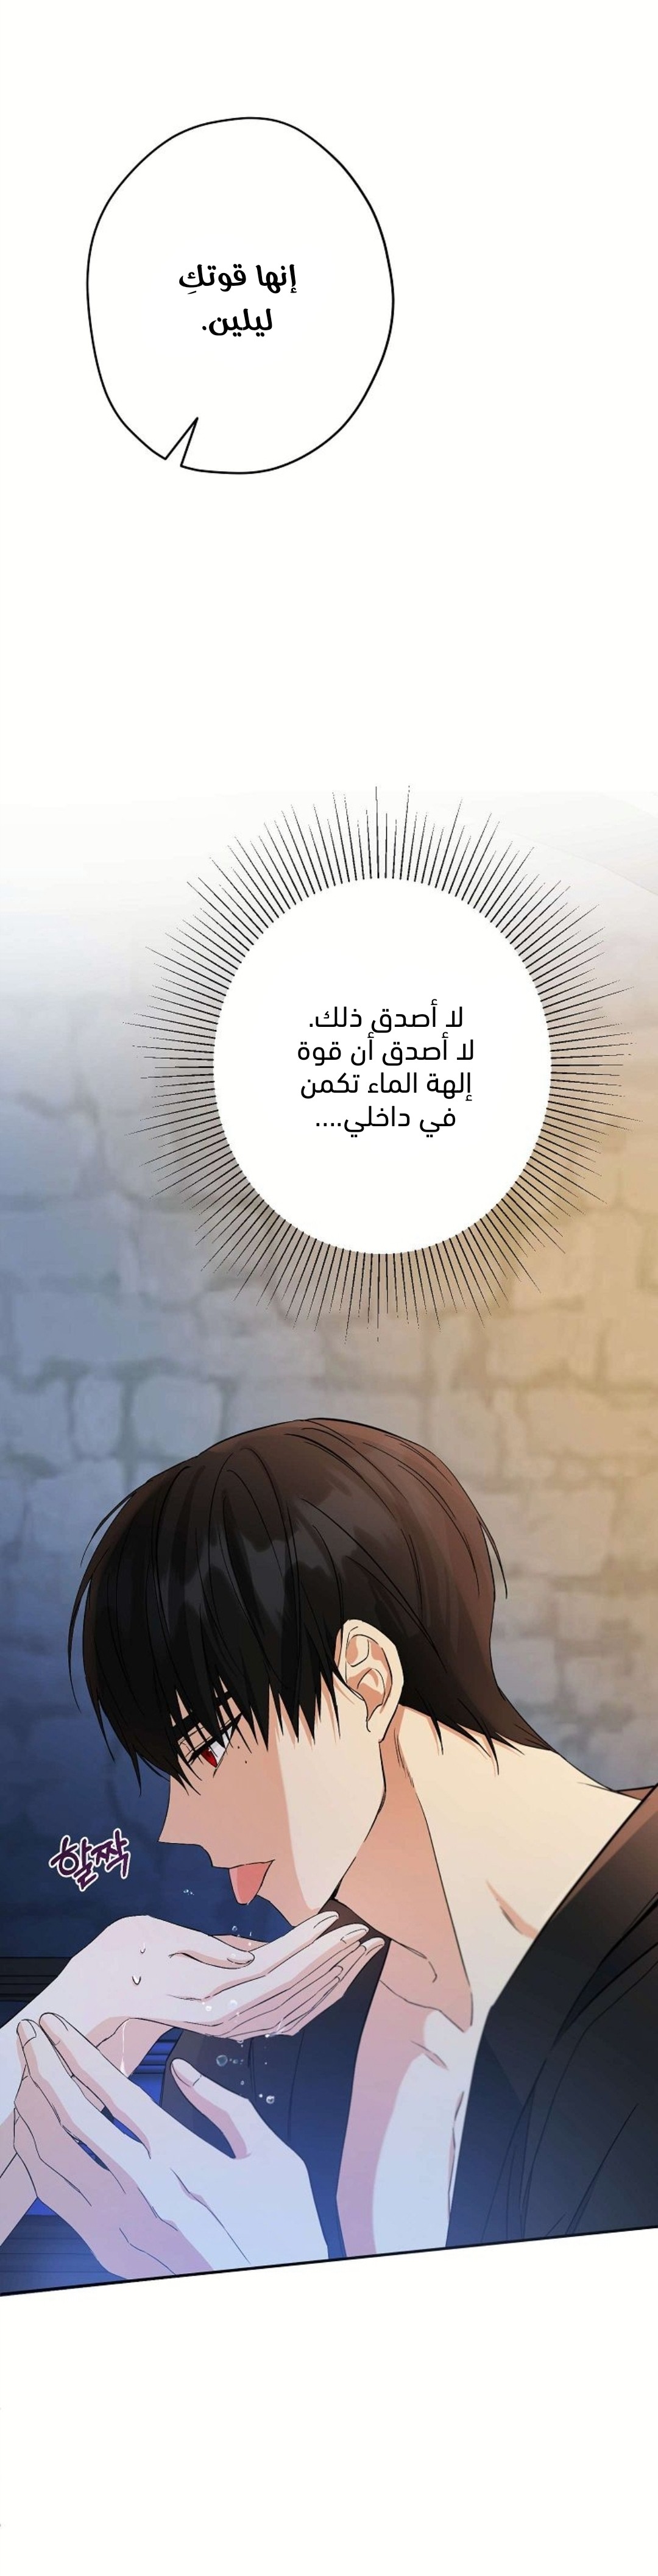 إنها قوتكِ
ليلين.
لا أصدق ذلك.
لا أصدق أن قوة
إلهة الماء تكمن
في داخلي....
할짝